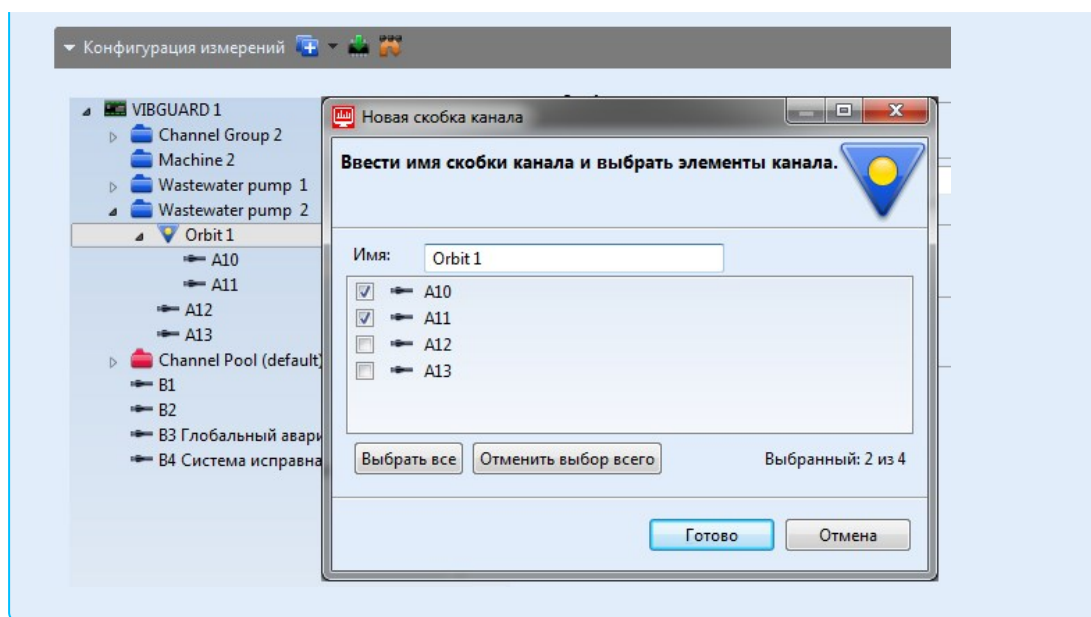 Конфигурация измерений
VIBGUARD 1
Channel Group 2
Machine 2
Wastewater pump 1
Wastewater pump 2
Orbit 1
A10
A11
A12
A13
Channel Pool (default)
B1
B2
B3 Глобальный авари
B4 Система исправна
Новая скобка канала
Ввести имя скобки канала и выбрать элементы канала.
Имя: Orbit 1
A10
A11
A12
A13
Выбрать все Отменить выбор всего Выбранный: 2 из 4
Готово Отмена